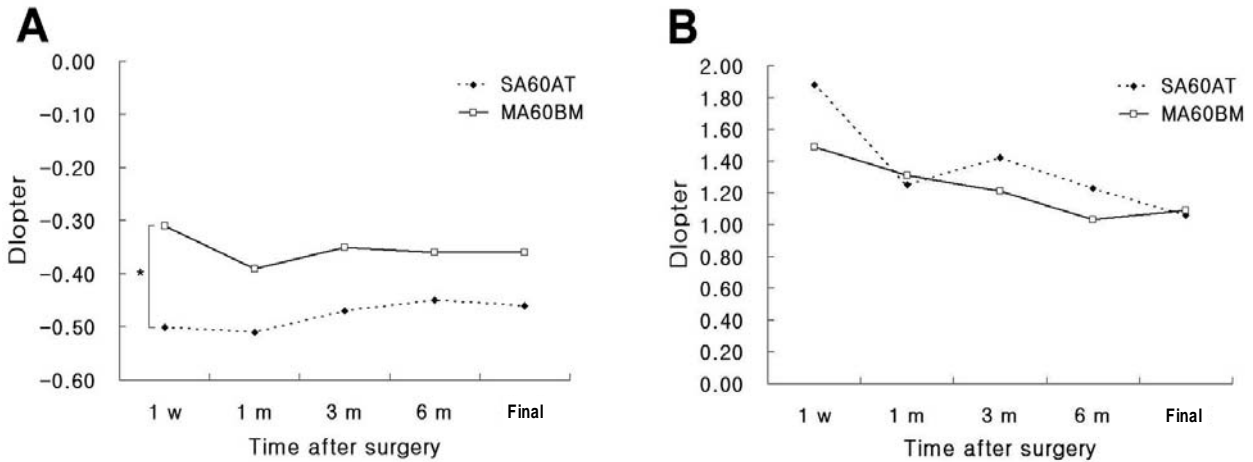 A
0.00
-0.10
-0.20
-0.30
-0.40
-0.50
-0.60
DIopter
*
SA60AT
MA60BM
1 w 1 m 3 m 6 m Final
Time after surgery
B
2.00
1.80
1.60
1.40
1.20
1.00
0.80
0.60
0.40
0.20
0.00
DIopter
SA60AT
MA60BM
1 w 1 m 3 m 6 m Final
Time after surgery